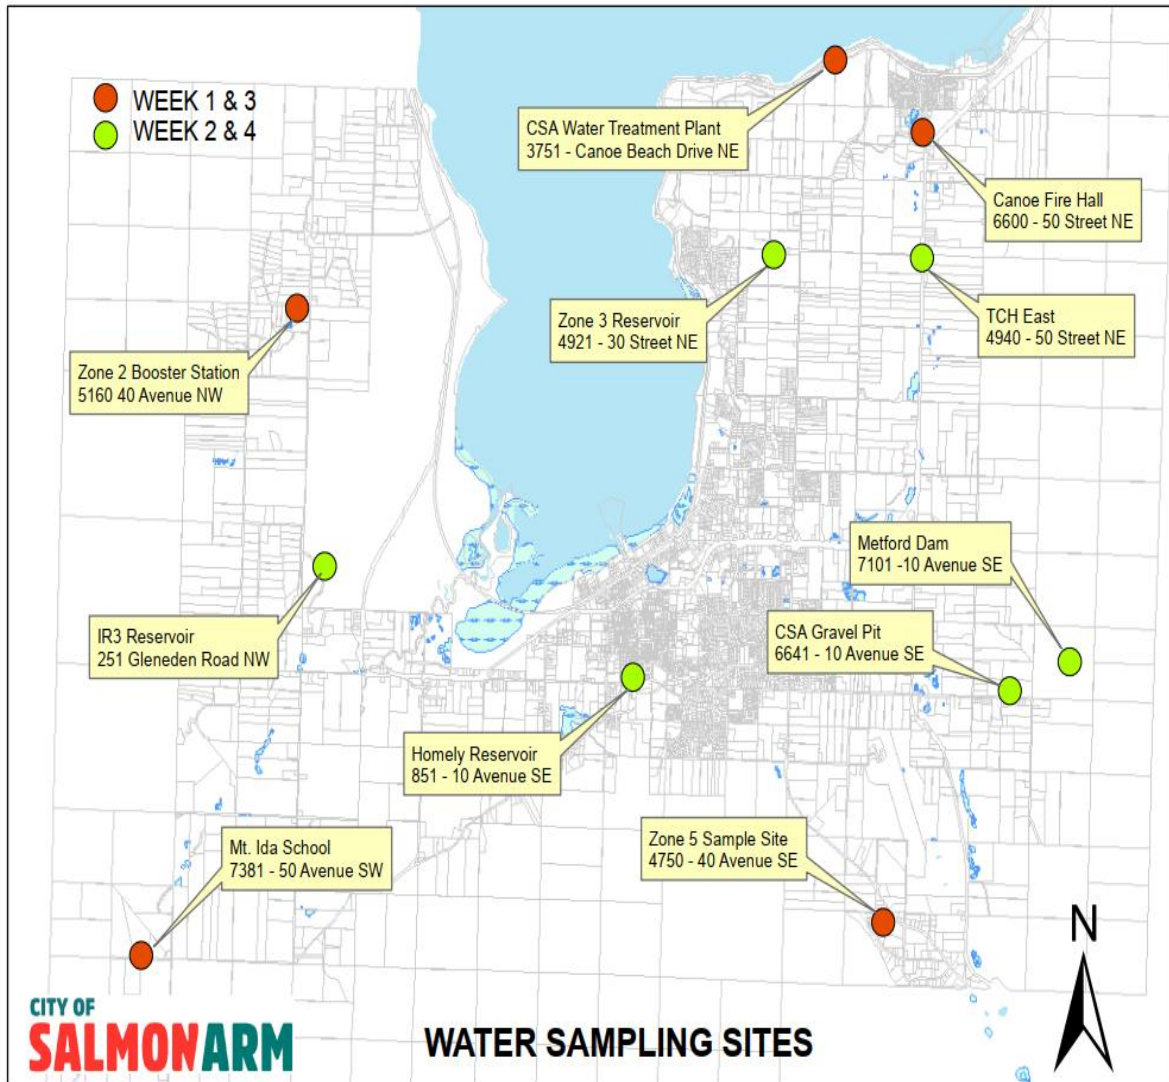 WEEK 1 & 3
WEEK 2 & 4
CSA Water Treatment Plant
3751 - Canoe Beach Drive NE
Canoe Fire Hall
6600 - 50 Street NE
Zone 3 Reservoir
4921 - 30 Street NE
TCH East
4940 - 50 Street NE
Zone 2 Booster Station
5160 40 Avenue NW
Metford Dam
7101 -10 Avenue SE
IR3 Reservoir
251 Gleneden Road NW
CSA Gravel Pit
6641 - 10 Avenue SE
Homely Reservoir
851 - 10 Avenue SE
Mt. Ida School
7381 - 50 Avenue SW
Zone 5 Sample Site
4750 - 40 Avenue SE
N
CITY OF
SALMONARM
WATER SAMPLING SITES